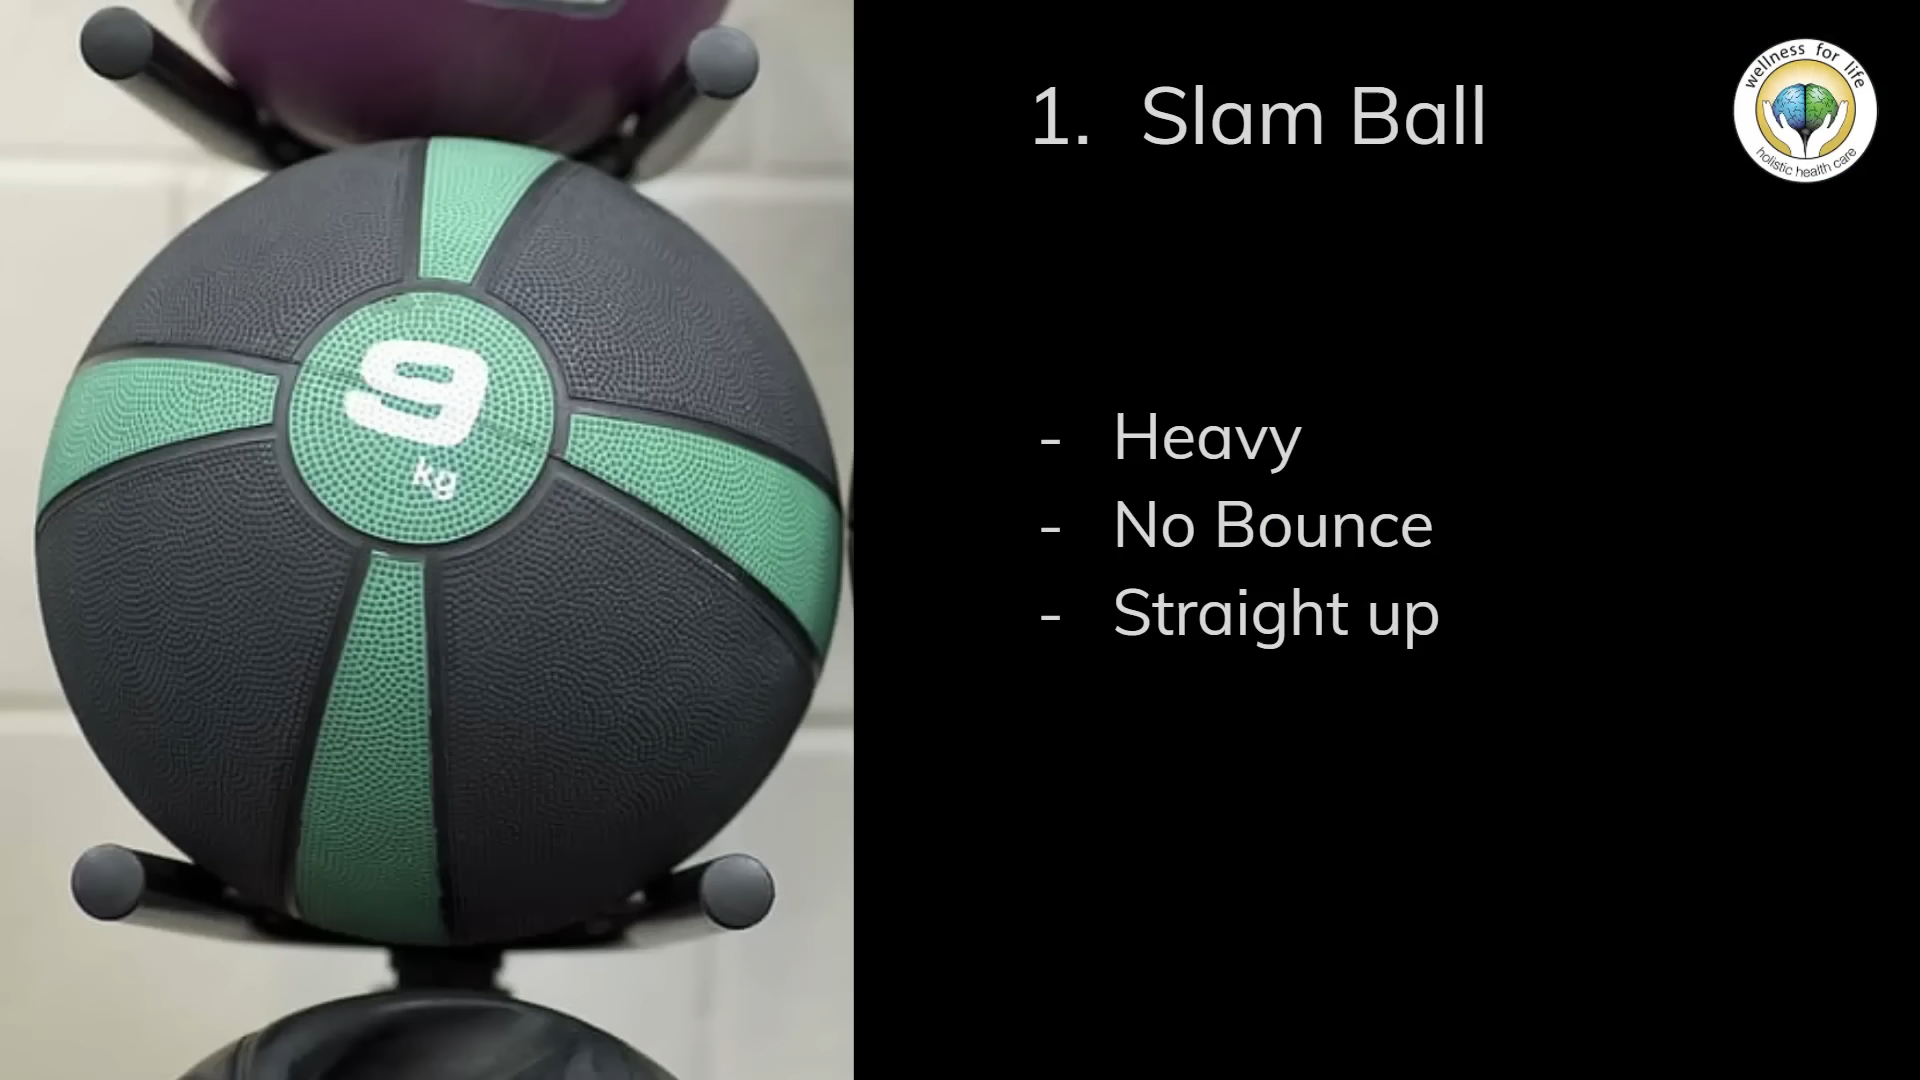 9
kg
1. Slam Ball
wellness for life
holistic health care
- Heavy
- No Bounce
- Straight up